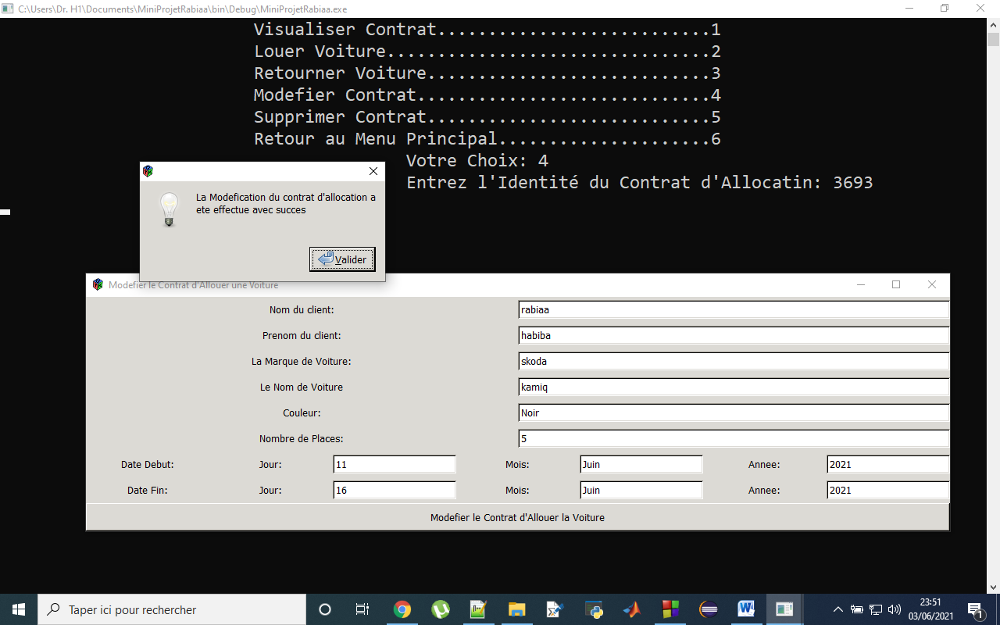 C:\Users\Dr. H1\Documents\MiniProjetRabiaa\bin\Debug\MiniProjetRabiaa.exe
Visualiser Contrat...........................1
Louer Voiture................................2
Retourner Voiture............................3
Modefier Contrat.............................4
Supprimer Contrat............................5
Retour au Menu Principal.....................6
Votre Choix: 4
Entrez l'Identité du Contrat d'Allocatin: 3693
La Modefication du contrat d'allocation a
ete effectue avec succes
Valider
Modefier le Contrat d'Allouer une Voiture
Nom du client: rabiaa
Prenom du client: habiba
La Marque de Voiture: skoda
Le Nom de Voiture kamiq
Couleur: Noir
Nombre de Places: 5
Date Debut: Jour: 11 Mois: Juin Annee: 2021
Date Fin: Jour: 16 Mois: Juin Annee: 2021
Modefier le Contrat d'Allouer la Voiture
Taper ici pour rechercher
23:51
03/06/2021
1